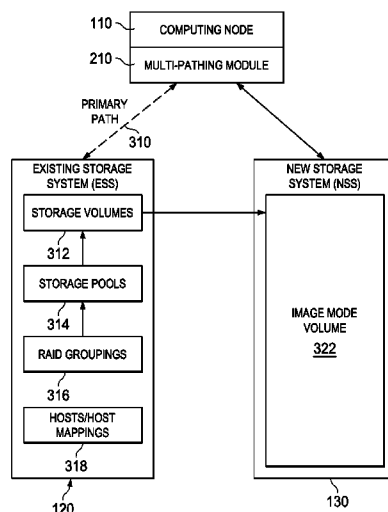 110
COMPUTING NODE
210
MULTI-PATHING MODULE
PRIMARY
PATH
310
EXISTING STORAGE
SYSTEM (ESS)
STORAGE VOLUMES
312
STORAGE POOLS
314
RAID GROUPINGS
316
HOSTS/HOST
MAPPINGS
318
120
NEW STORAGE
SYSTEM (NSS)
IMAGE MODE
VOLUME
322
130